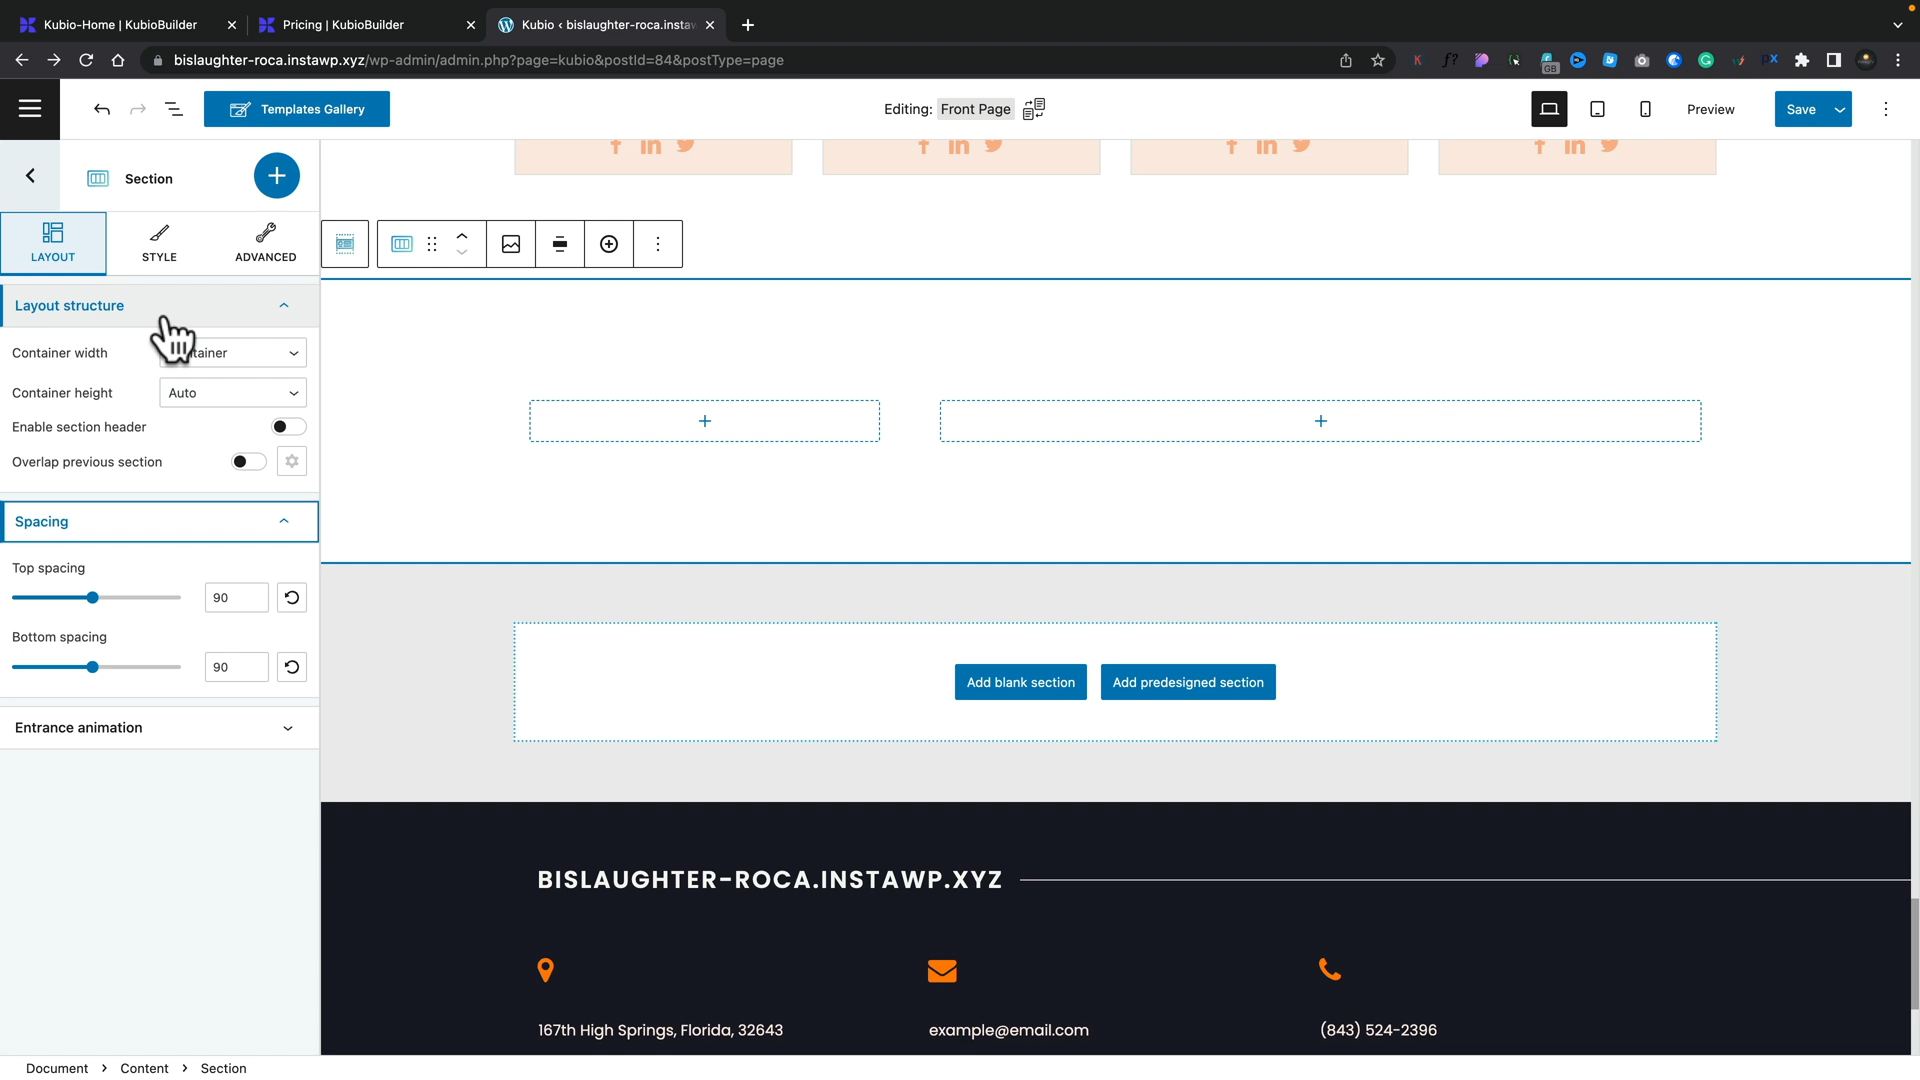 Kubio-Home | KubioBuilder
Pricing | KubioBuilder
Kubio ‹ bislaughter-roca.insta
bislaughter-roca.instawp.xyz/wp-admin/admin.php?page=kubio&postId=84&postType=page
GB
Templates Gallery
Editing: Front Page
Preview
Save
Section
LAYOUT
STYLE
ADVANCED
Layout structure
Container width
tainer
Container height
Auto
Enable section header
Overlap previous section
Spacing
Top spacing
90
Bottom spacing
90
Entrance animation
Add blank section
Add predesigned section
BISLAUGHTER-ROCA.INSTAWP.XYZ
167th High Springs, Florida, 32643
example@email.com
(843) 524-2396
Document > Content > Section